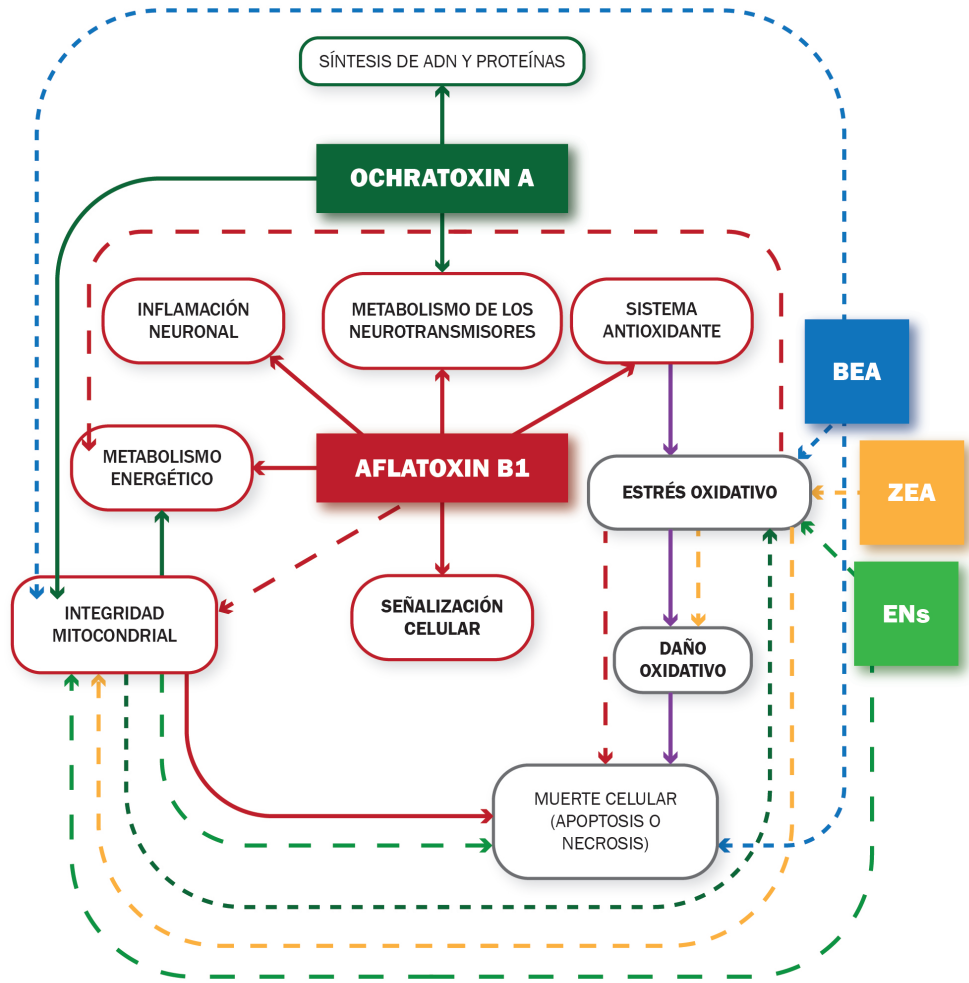 SÍNTESIS DE ADN Y PROTEÍNAS
OCHRATOXIN A
INFLAMACIÓN
NEURONAL
METABOLISMO DE LOS
NEUROTRANSMISORES
SISTEMA
ANTIOXIDANTE
BEA
METABOLISMO
ENERGÉTICO
AFLATOXIN B1
ESTRÉS OXIDATIVO
ZEA
INTEGRIDAD
MITOCONDRIAL
SEÑALIZACIÓN
CELULAR
ENs
DAÑO
OXIDATIVO
MUERTE CELULAR
(APOPTOSIS O
NECROSIS)